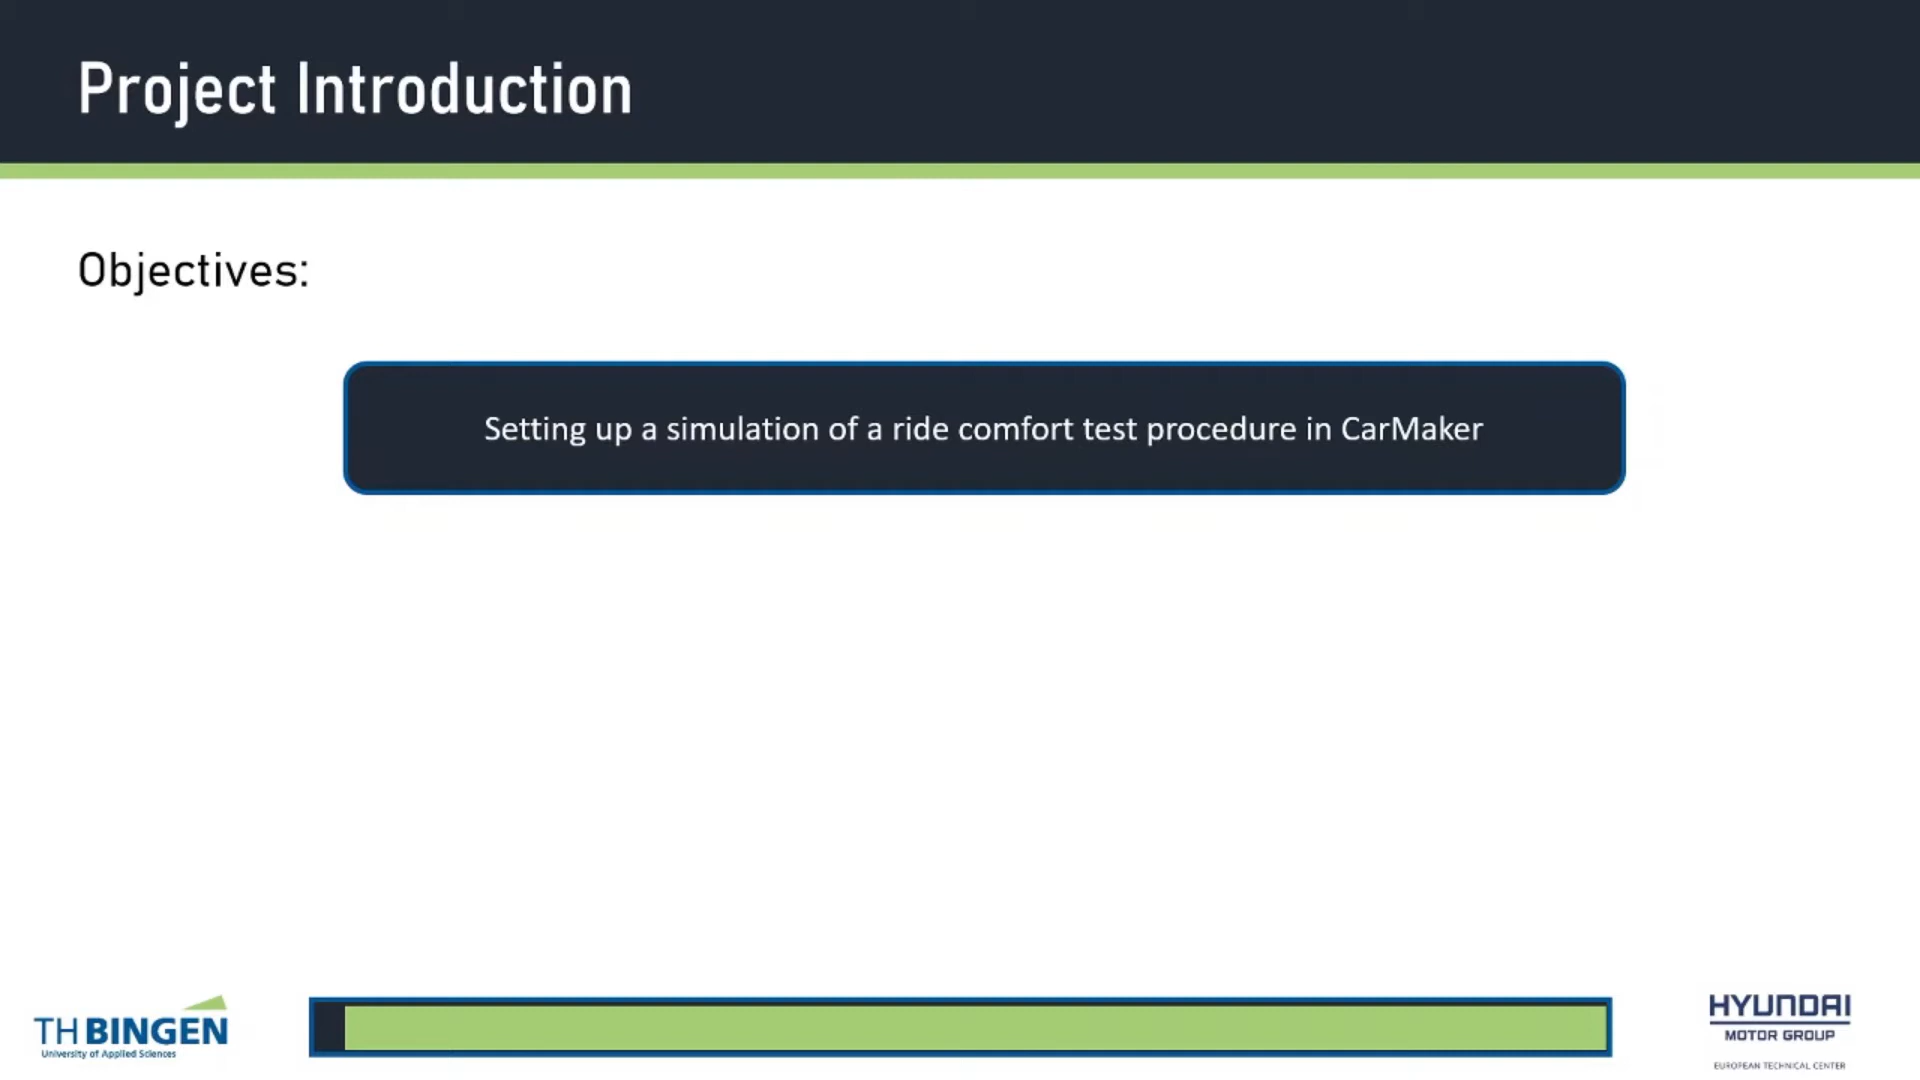 Project Introduction
Objectives:
Setting up a simulation of a ride comfort test procedure in CarMaker
TH BINGEN
University of Applied Sciences
HYUNDAI
MOTOR GROUP
EUROPEAN TECHNICAL CENTER